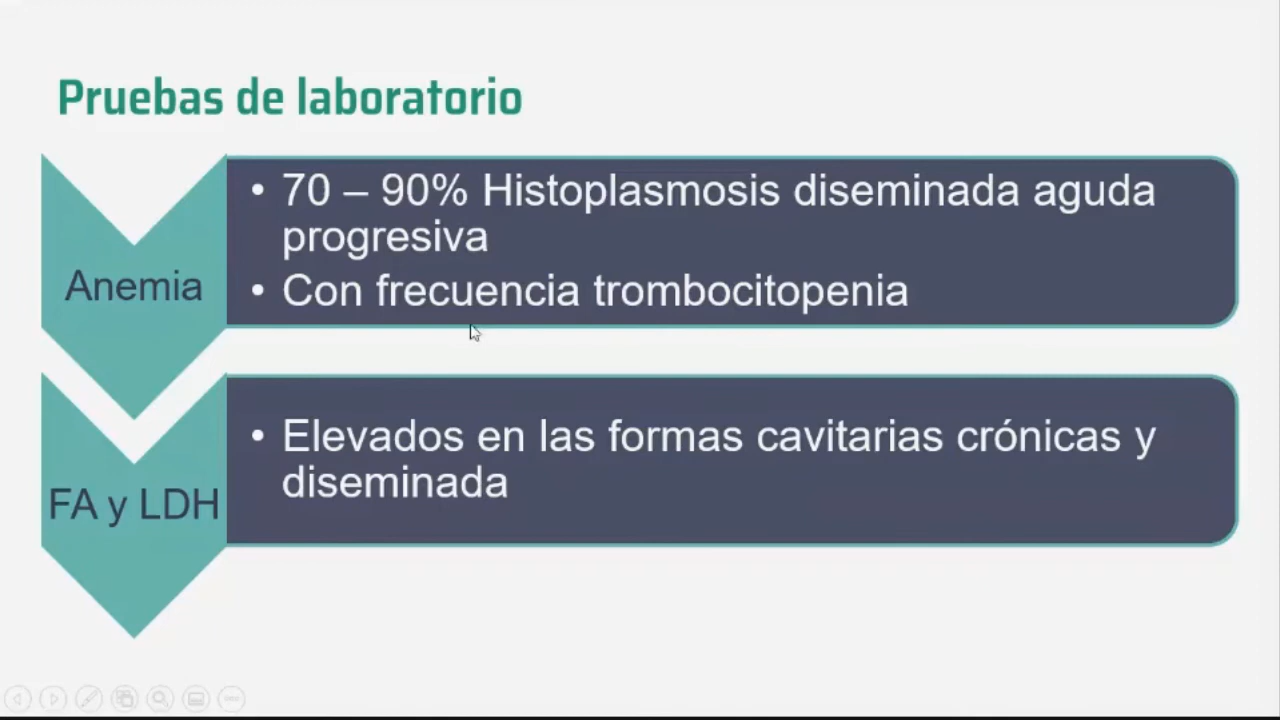 Pruebas de laboratorio
Anemia
• 70 – 90% Histoplasmosis diseminada aguda
progresiva
• Con frecuencia trombocitopenia
FA y LDH
• Elevados en las formas cavitarias crónicas y
diseminada